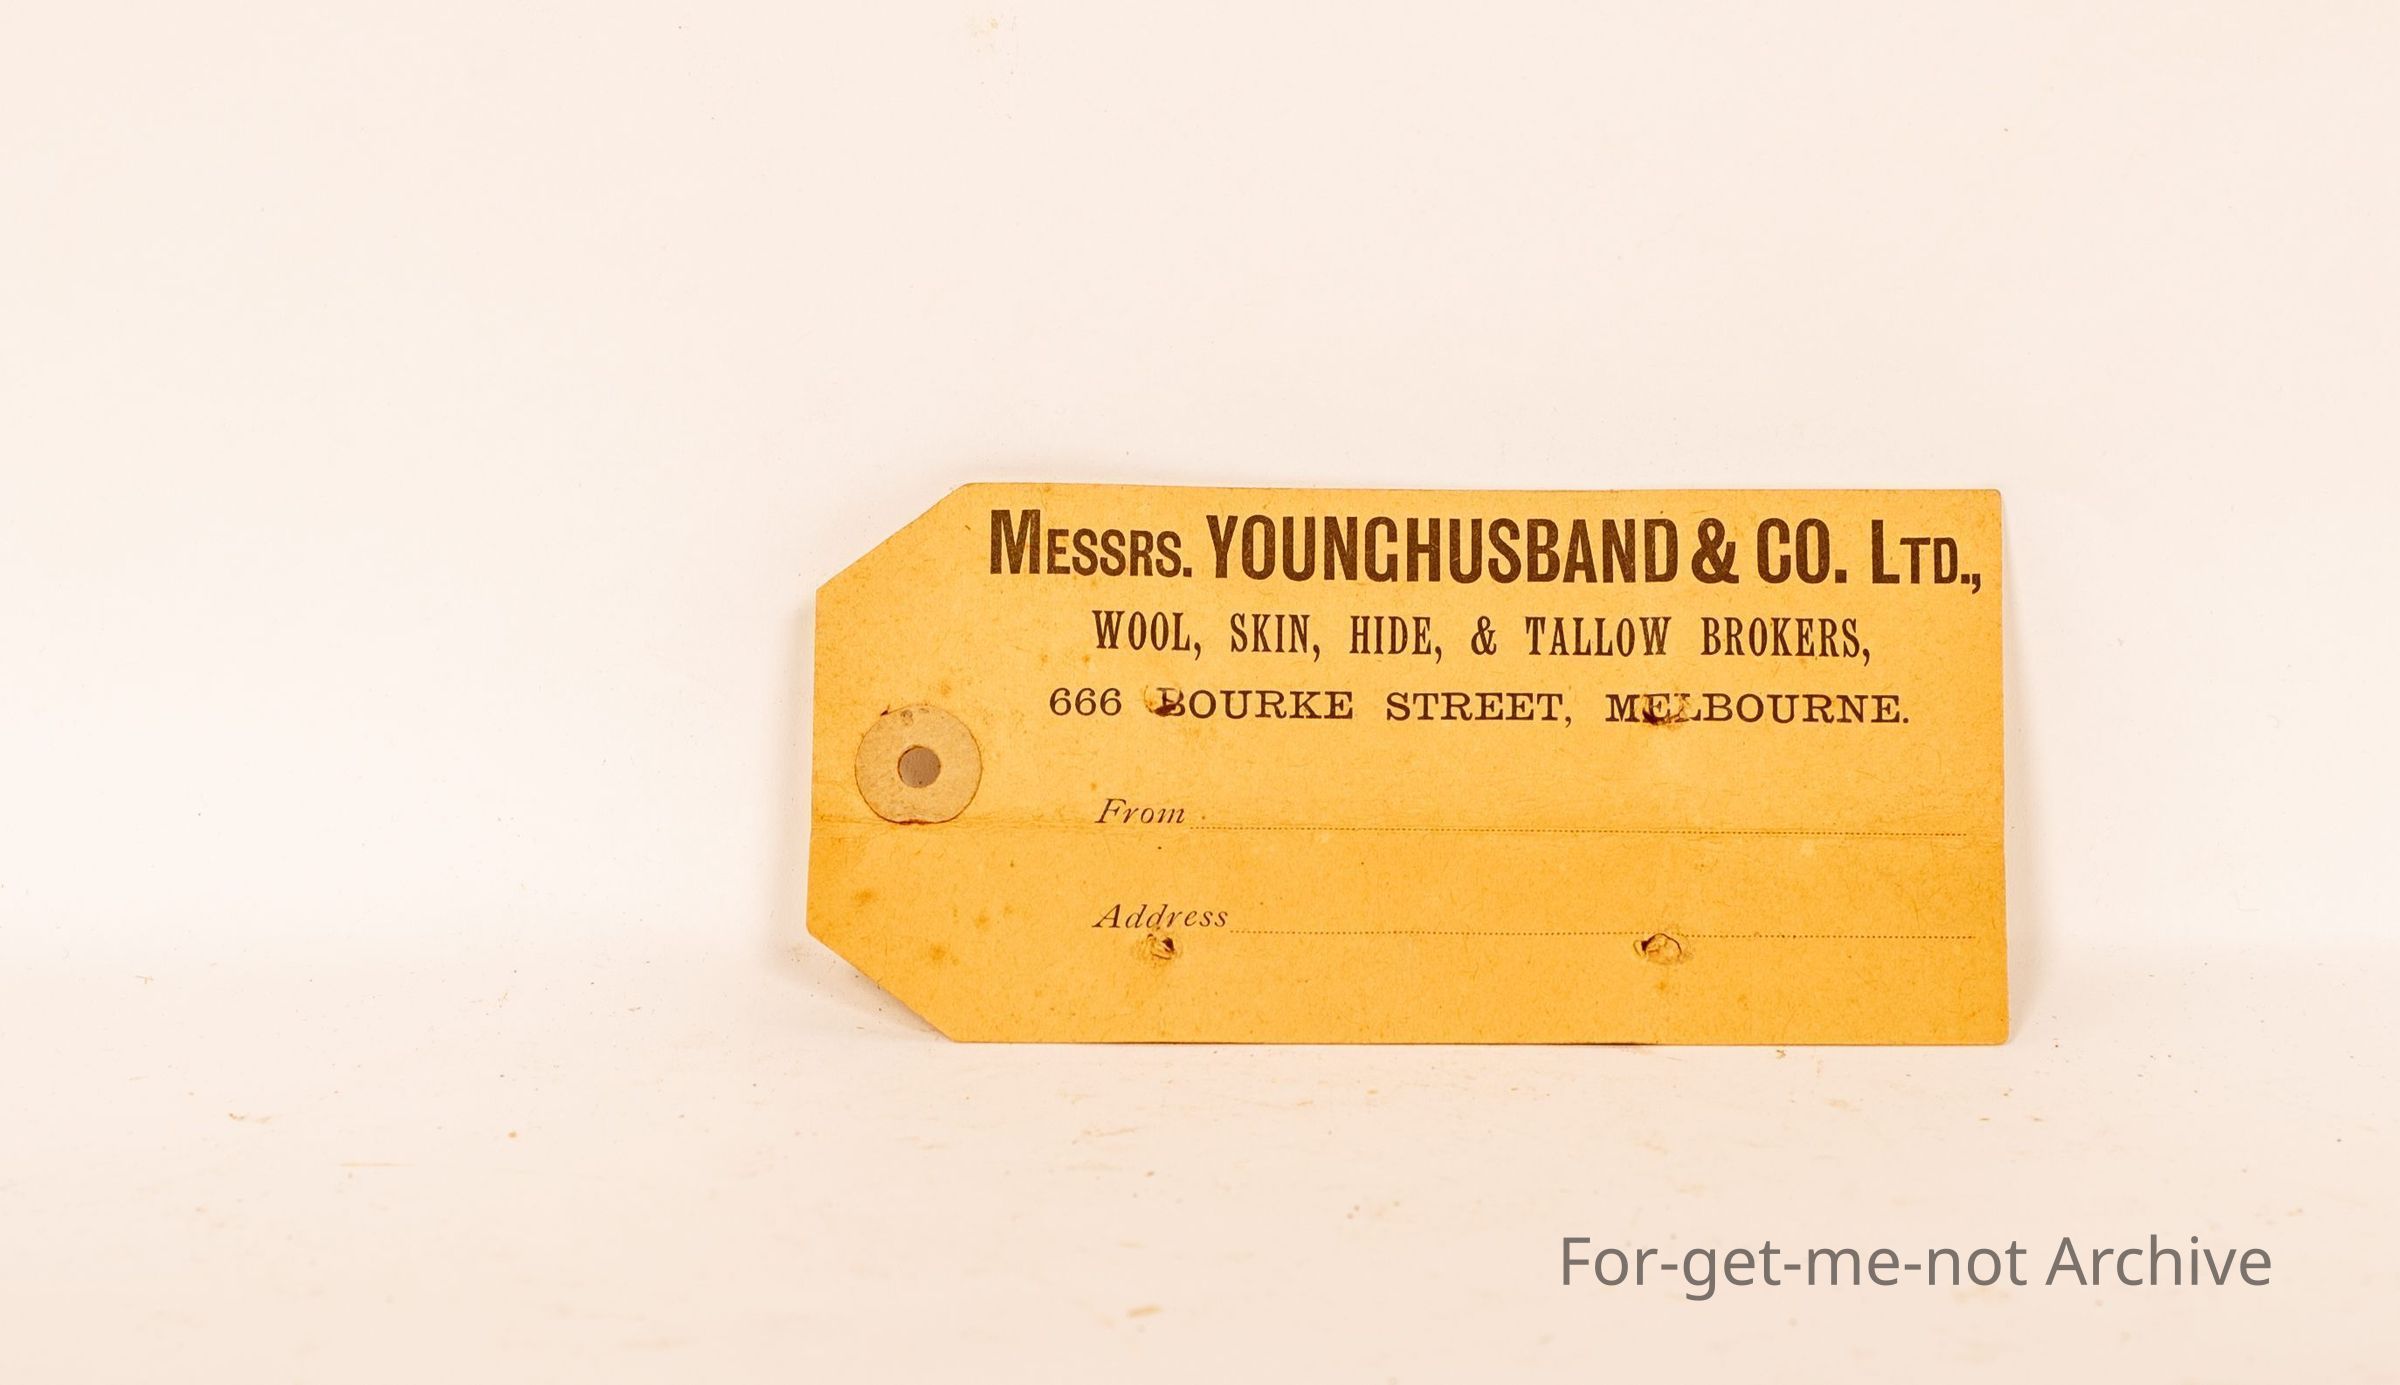 Messrs. YOUNGHUSBAND & CO. Ltd.,
WOOL, SKIN, HIDE, & TALLOW BROKERS,
666 BOURKE STREET, MELBOURNE.
From
Address
For-get-me-not Archive